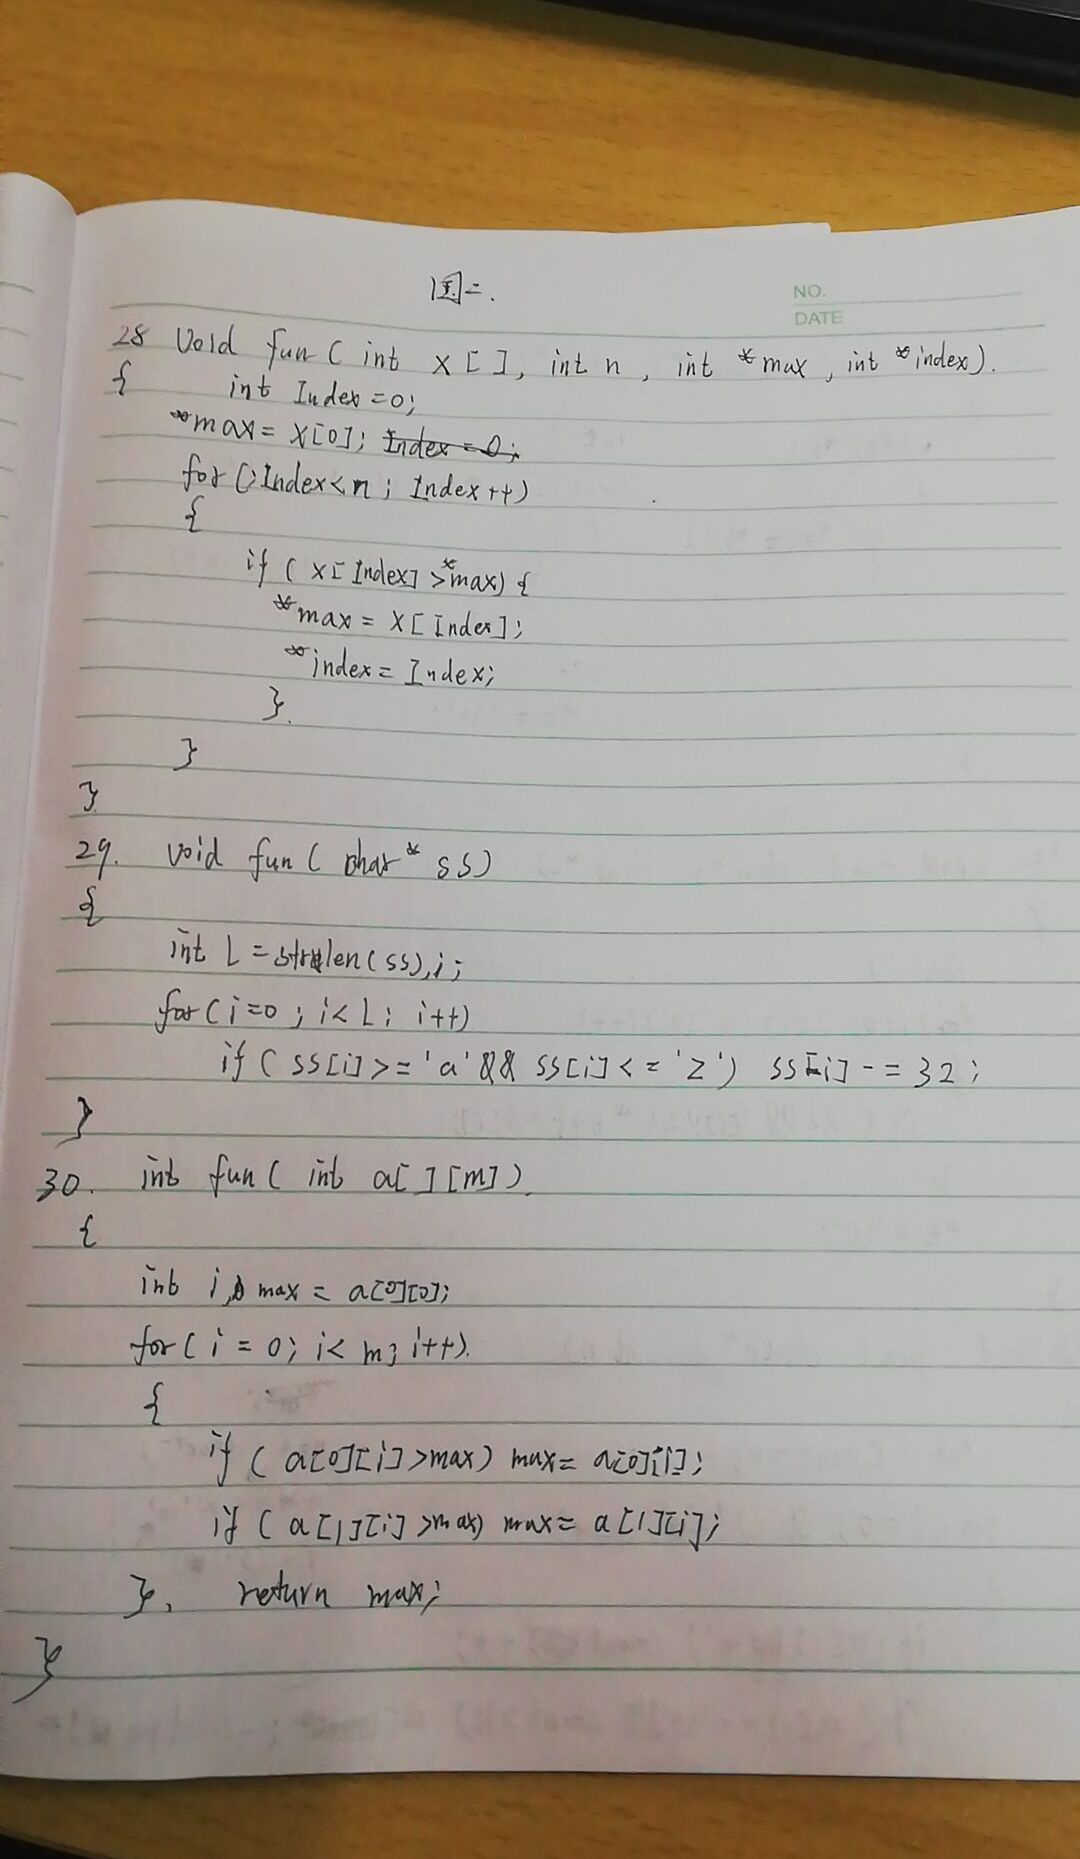 国二.
NO.
DATE
28 Void fun ( int X [ ], int n, int *max, int *index).
{ int Index =0;
*max= X[0]; Index = 0;
for (; Index<n ; Index++)
{
if ( X[ Index] >*max) {
*max = X[ Index];
*index= Index;
}.
}
}
29. void fun ( char* ss)
{
int L = strlen(ss), i;
for ( i=0 ; i< L ; i++)
if ( ss[i] >= 'a' && ss[i] <= 'z' ) ss[i] -= 32;
}
30. int fun ( int a[ ][m] ).
{
int i, max = a[0][0];
for ( i = 0; i< m; i++).
{
if ( a[0][i] >max) max= a[0][i];
if ( a[1][i] >max) max= a[1][i];
}. return max;
}